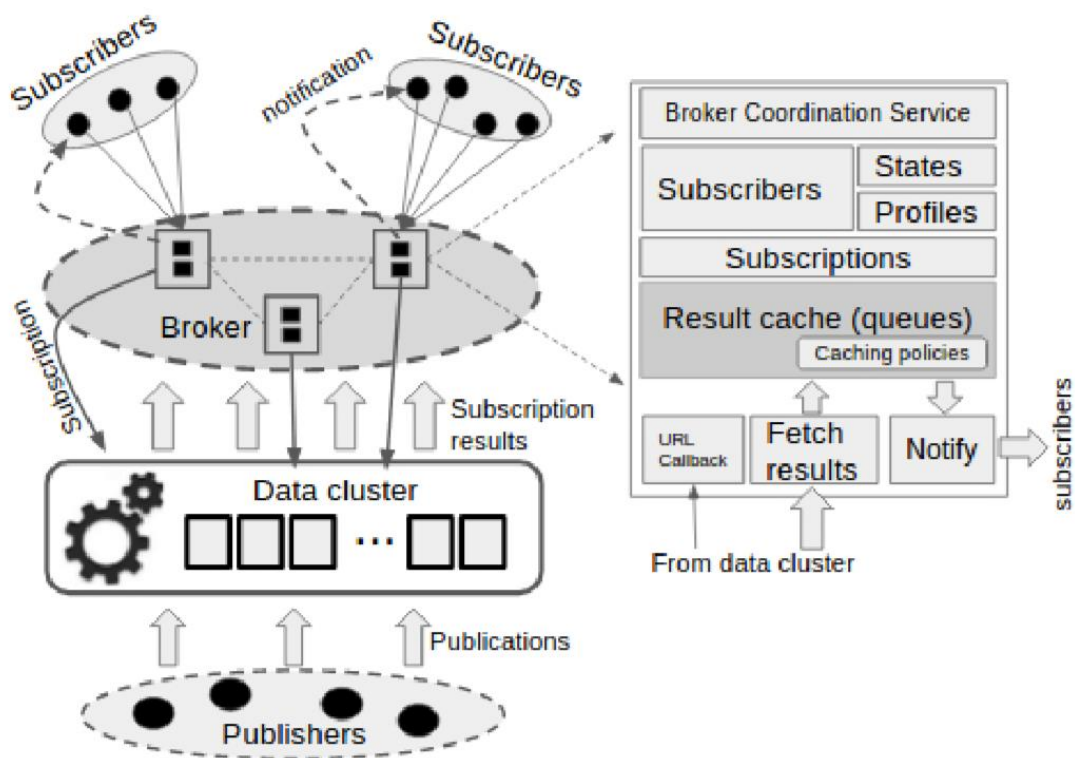 Subscribers
Subscribers
notification
Broker
Subscription
Subscription
results
Data cluster
...
Publications
Publishers
Broker Coordination Service
Subscribers
States
Profiles
Subscriptions
Result cache (queues)
Caching policies
URL
Callback
Fetch
results
Notify
subscribers
From data cluster